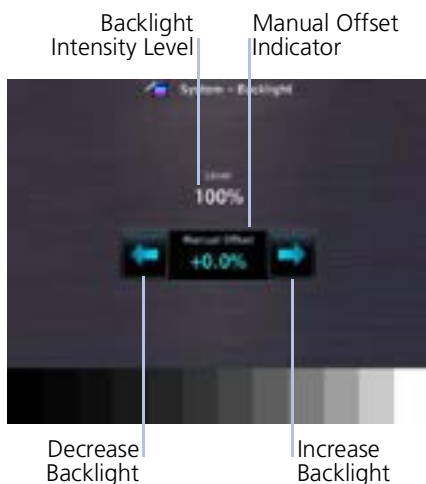 Backlight
Intensity Level
Manual Offset
Indicator
System – Backlight
Level
100%
Manual Offset
+0.0%
Decrease
Backlight
Increase
Backlight